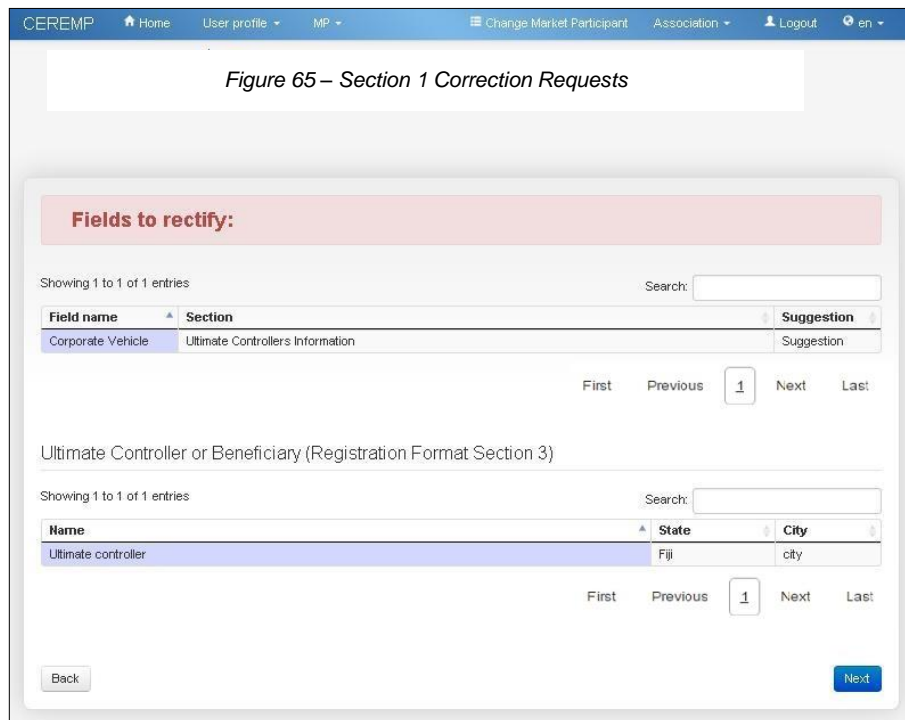 CEREMP Home User profile MP Change Market Participant Association Logout en
Figure 65 – Section 1 Correction Requests
Fields to rectify:
Showing 1 to 1 of 1 entries Search:
Field name Section Suggestion
Corporate Vehicle Ultimate Controllers Information Suggestion
First Previous 1 Next Last
Ultimate Controller or Beneficiary (Registration Format Section 3)
Showing 1 to 1 of 1 entries Search:
Name State City
Ultimate controller Fiji city
First Previous 1 Next Last
Back Next